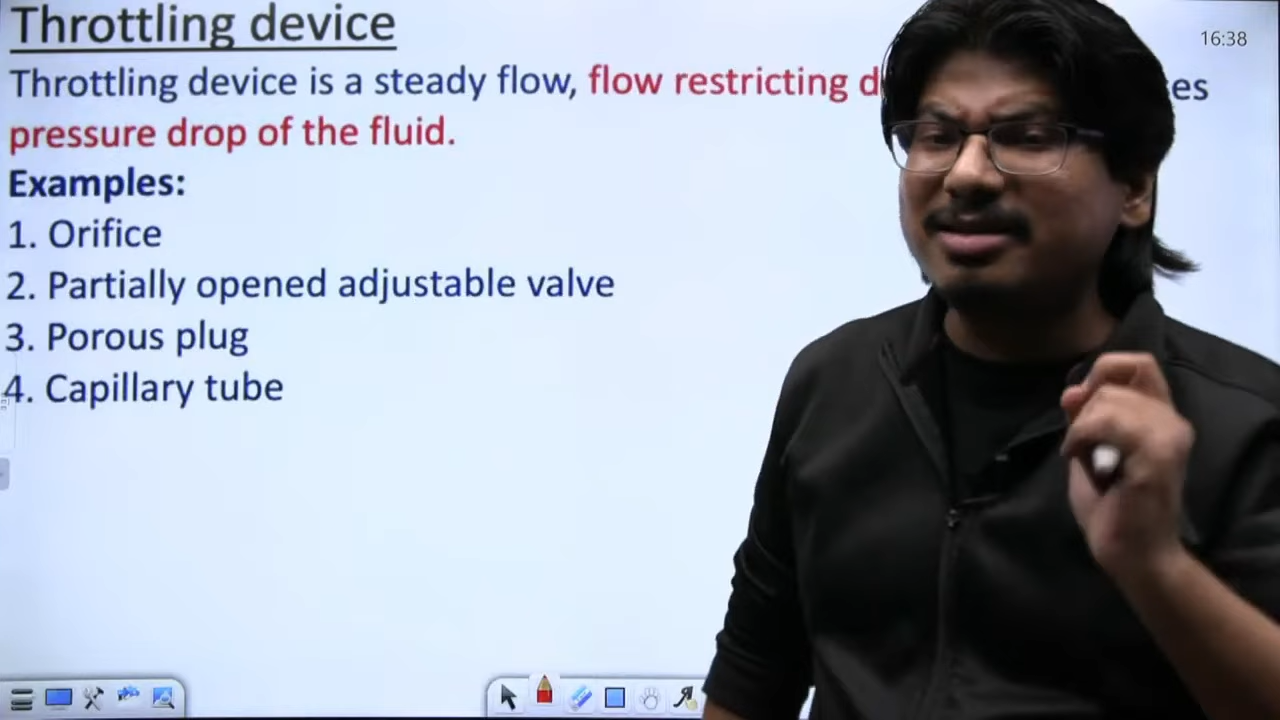 Throttling device
16:38
Throttling device is a steady flow, flow restricting
pressure drop of the fluid.
Examples:
1. Orifice
2. Partially opened adjustable valve
3. Porous plug
4. Capillary tube